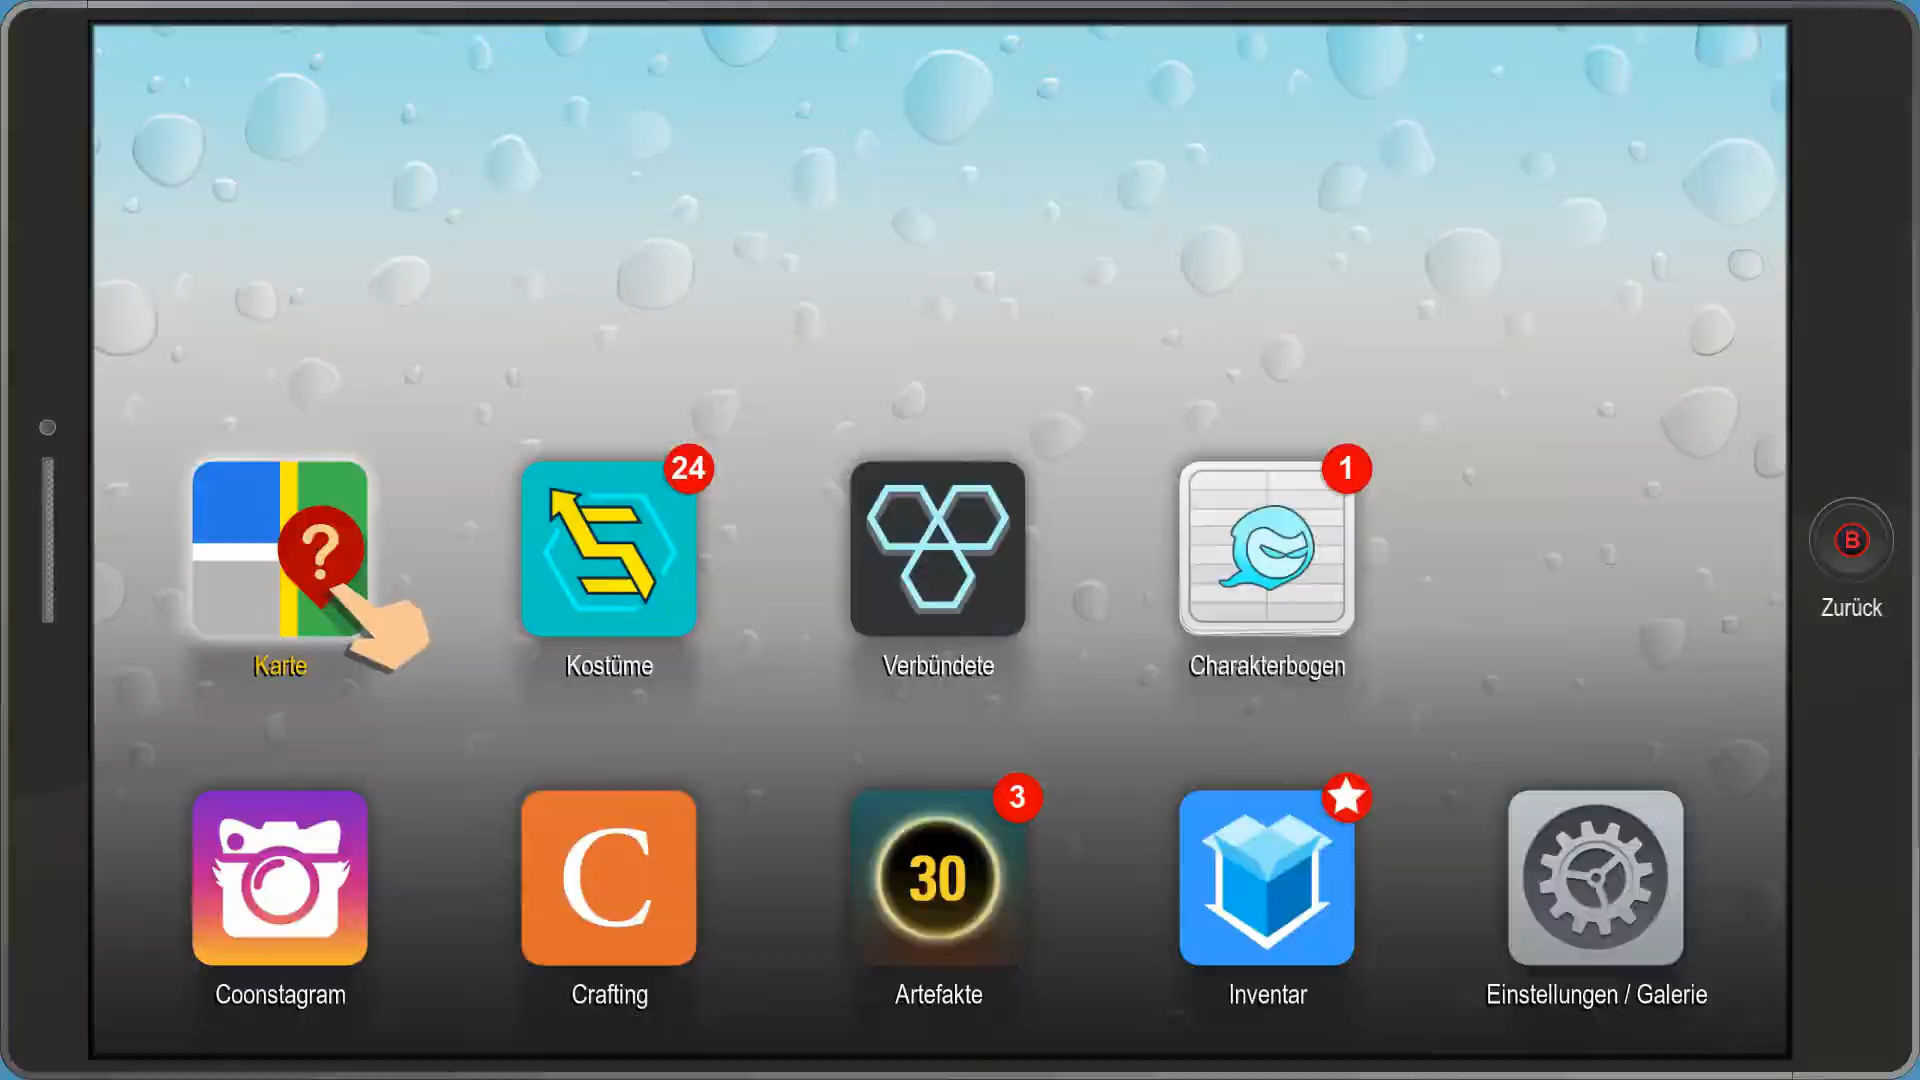 24
1
?
B
Zurück
Karte
Kostüme
Verbündete
Charakterbogen
3
C
30
Coonstagram
Crafting
Artefakte
Inventar
Einstellungen / Galerie